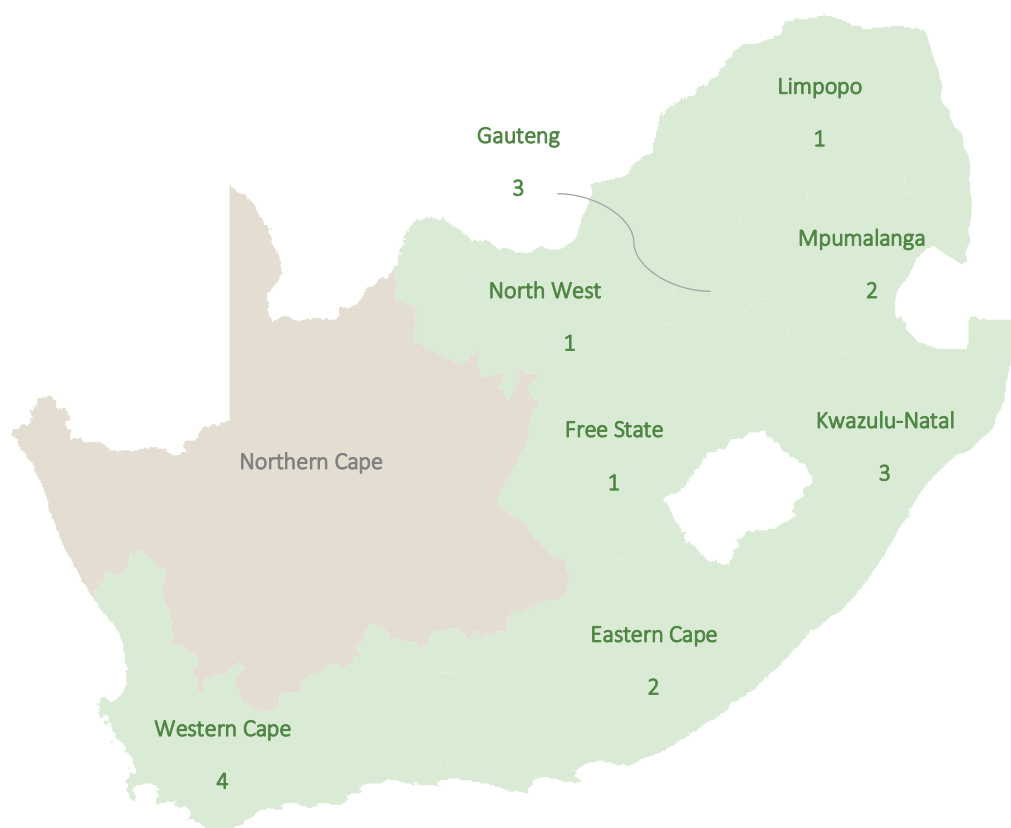 Limpopo
1
Gauteng
3
Mpumalanga
2
North West
1
Kwazulu-Natal
3
Free State
1
Northern Cape
Eastern Cape
2
Western Cape
4